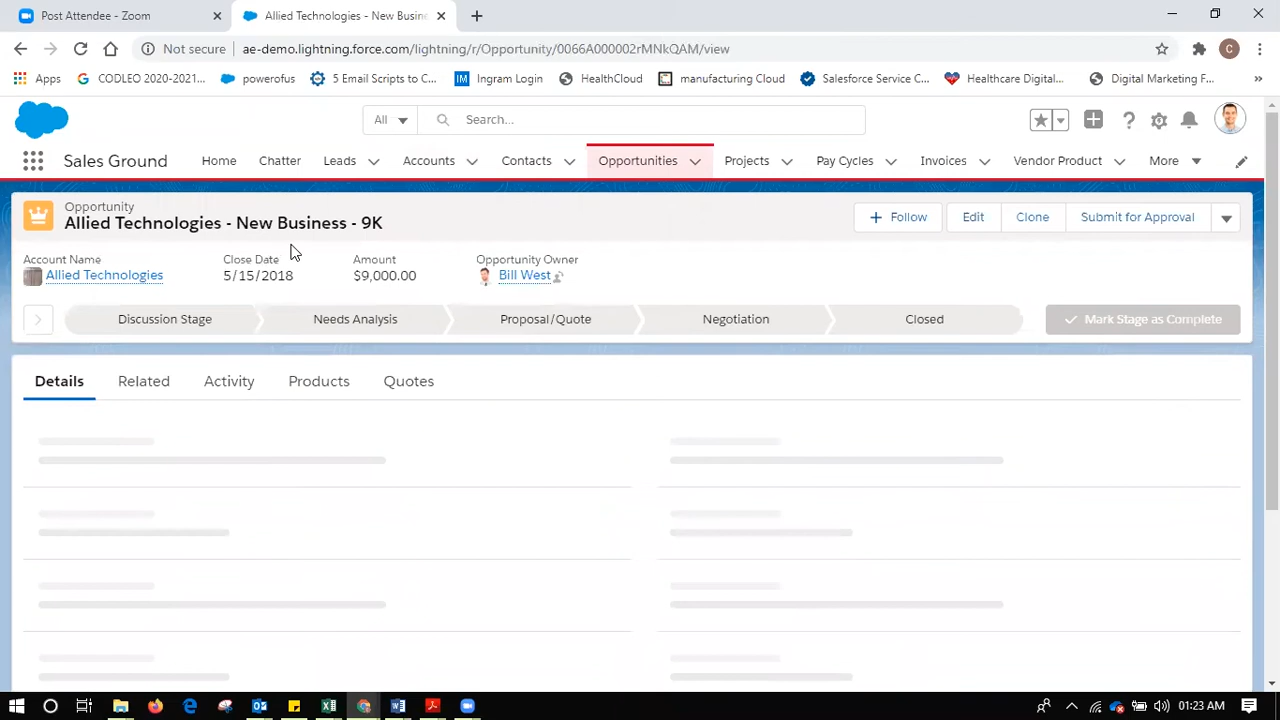 Post Attendee - Zoom
Allied Technologies - New Busine
Not secure
ae-demo.lightning.force.com/lightning/r/Opportunity/0066A000002rMNkQAM/view
C
Apps
CODLEO 2020-2021...
powerofus
5 Email Scripts to C...
IM
Ingram Login
HealthCloud
manufacturing Cloud
Salesforce Service C...
Healthcare Digital...
Digital Marketing F...
»
All
Search...
Sales Ground
Home
Chatter
Leads
Accounts
Contacts
Opportunities
Projects
Pay Cycles
Invoices
Vendor Product
More
Opportunity
Allied Technologies - New Business - 9K
+ Follow
Edit
Clone
Submit for Approval
Account Name
Close Date
Amount
Opportunity Owner
Allied Technologies
5/15/2018
$9,000.00
Bill West
Discussion Stage
Needs Analysis
Proposal/Quote
Negotiation
Closed
Mark Stage as Complete
Details
Related
Activity
Products
Quotes
01:23 AM